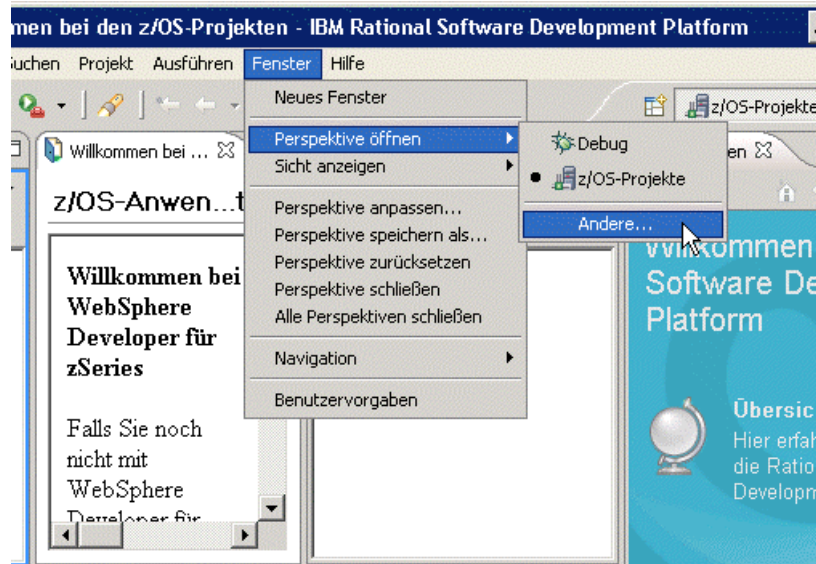 men bei den z/OS-Projekten - IBM Rational Software Development Platform
Suchen Projekt Ausführen Fenster Hilfe
Neues Fenster
Perspektive öffnen
Sicht anzeigen
Perspektive anpassen...
Perspektive speichern als...
Perspektive zurücksetzen
Perspektive schließen
Alle Perspektiven schließen
Navigation
Benutzervorgaben
Debug
z/OS-Projekte
Andere...
z/OS-Projekte
Willkommen bei ...
en
z/OS-Anwen...t
Willkommen bei
WebSphere
Developer für
zSeries
Falls Sie noch
nicht mit
WebSphere
Developer für
Willkommen
Software De
Platform
Übersic
Hier erfah
die Ratio
Developm